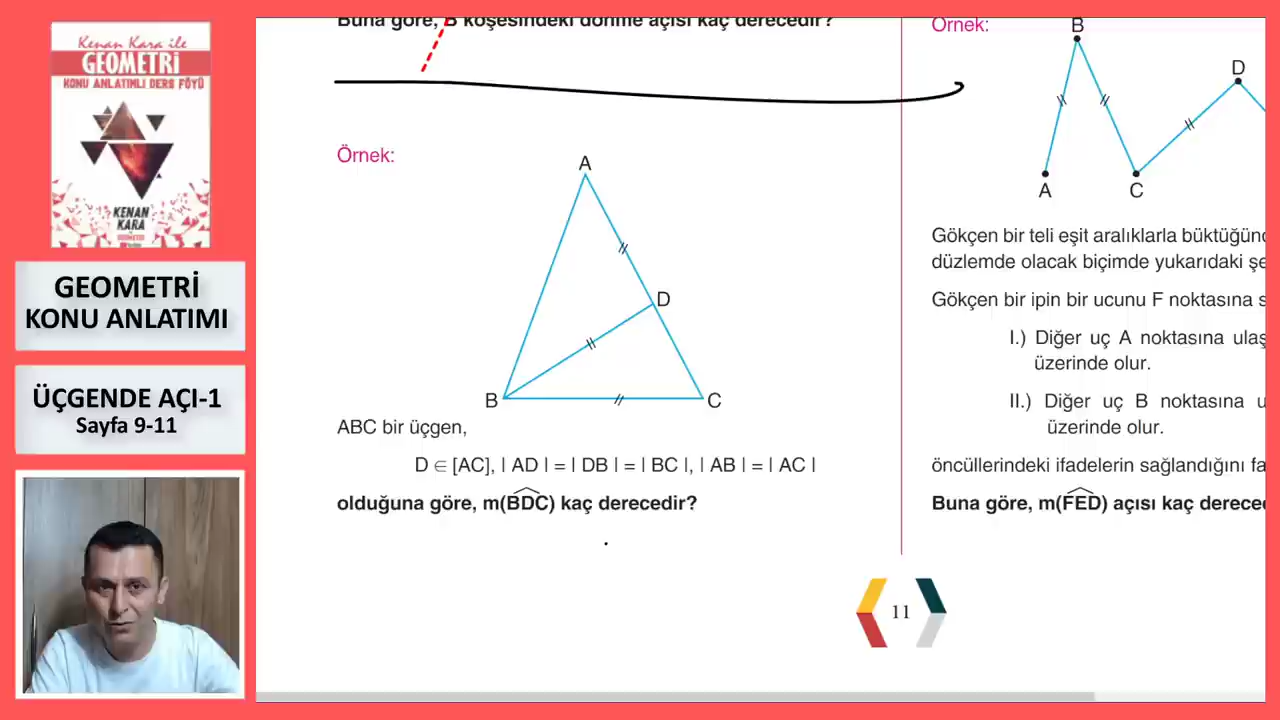 Kenan Kara ile
GEOMETRİ
KONU ANLATIMLI DERS FÖYÜ
KENAN
KARA
GEOMETRİ
KONU ANLATIMI
ÜÇGENDE AÇI-1
Sayfa 9-11
Buna göre, B köşesindeki dönme açısı kaç derecedir?
Örnek:
A
D
B
C
ABC bir üçgen,
D ∈ [AC], | AD | = | DB | = | BC |, | AB | = | AC |
olduğuna göre, m(BDC) kaç derecedir?
Örnek:
B
D
A
C
Gökçen bir teli eşit aralıklarla büktüğünd
düzlemde olacak biçimde yukarıdaki şe
Gökçen bir ipin bir ucunu F noktasına s
I.) Diğer uç A noktasına ulaş
üzerinde olur.
II.) Diğer uç B noktasına u
üzerinde olur.
öncüllerindeki ifadelerin sağlandığını fa
Buna göre, m(FED) açısı kaç derece
11